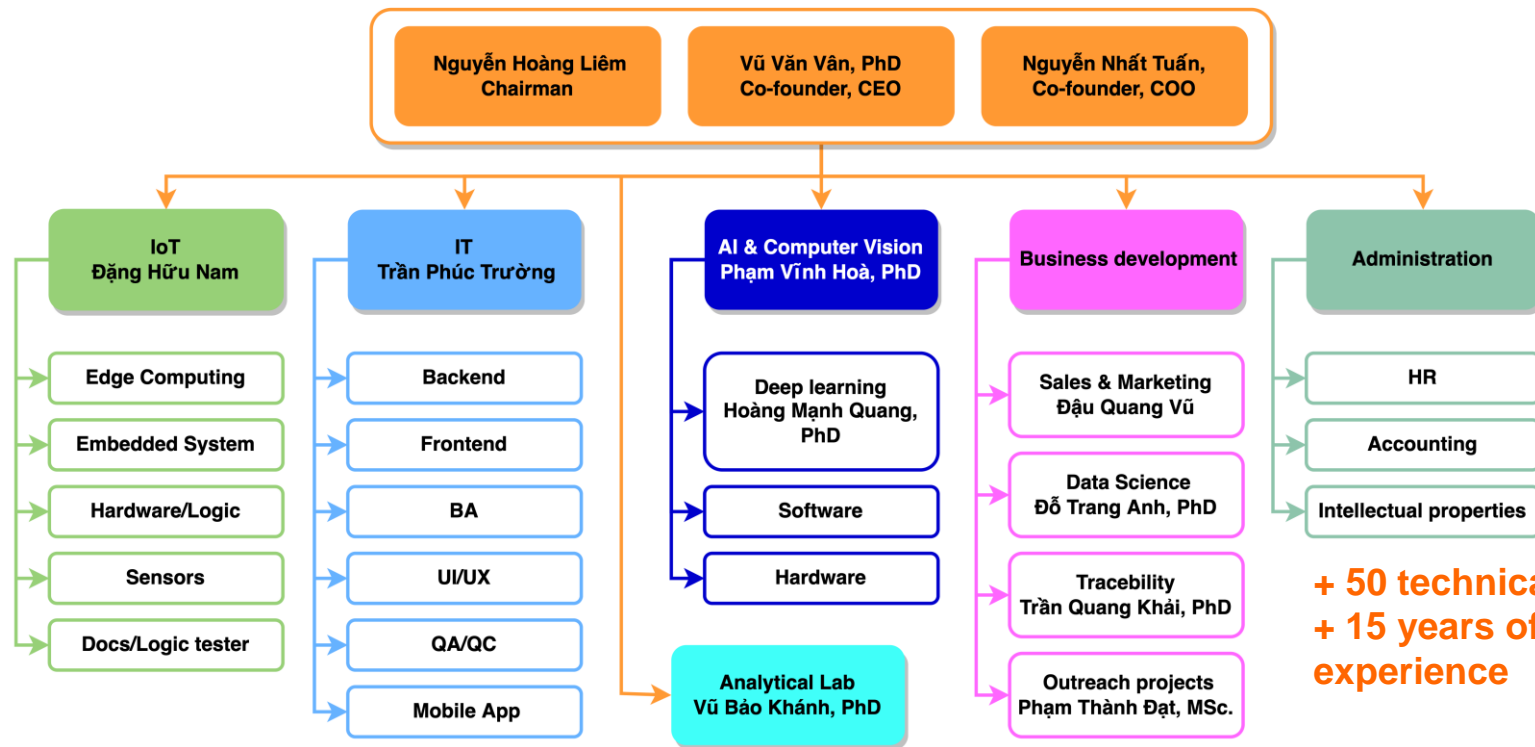 Nguyễn Hoàng Liêm
Chairman
Vũ Văn Vân, PhD
Co-founder, CEO
Nguyễn Nhất Tuấn,
Co-founder, COO
IoT
Đặng Hữu Nam
IT
Trần Phúc Trường
AI & Computer Vision
Phạm Vĩnh Hoà, PhD
Business development
Administration
Edge Computing
Embedded System
Hardware/Logic
Sensors
Docs/Logic tester
Backend
Frontend
BA
UI/UX
QA/QC
Mobile App
Deep learning
Hoàng Mạnh Quang,
PhD
Software
Hardware
Analytical Lab
Vũ Bảo Khánh, PhD
Sales & Marketing
Đậu Quang Vũ
Data Science
Đỗ Trang Anh, PhD
Tracebility
Trần Quang Khải, PhD
Outreach projects
Phạm Thành Đạt, MSc.
HR
Accounting
Intellectual properties
+ 50 technica
+ 15 years of
experience